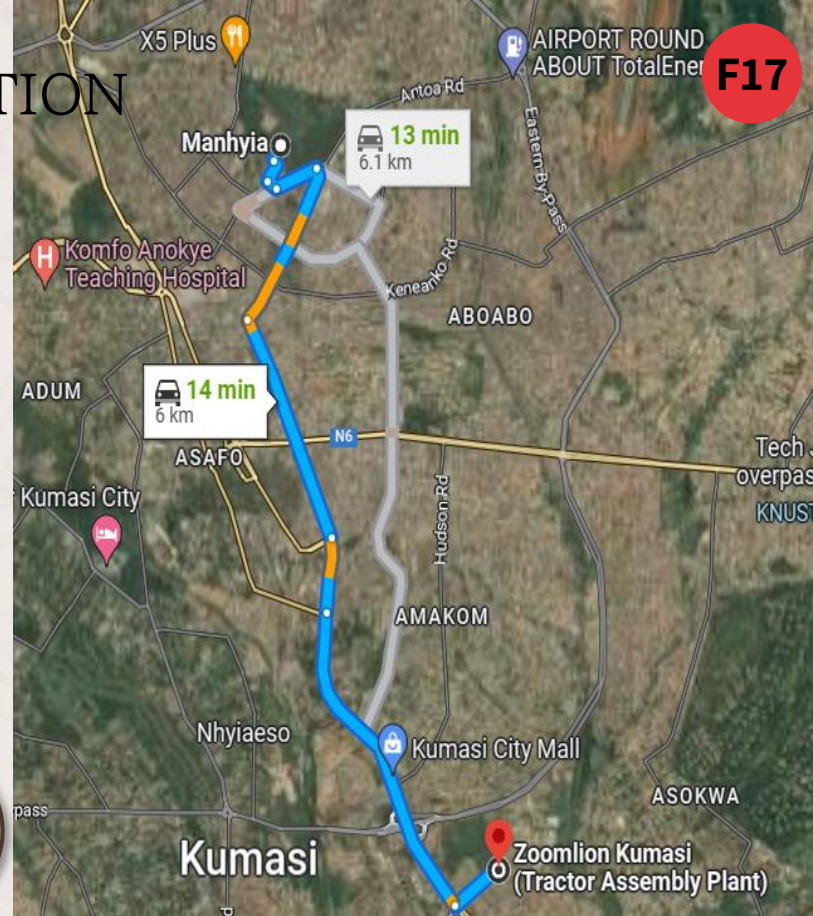 X5 Plus
AIRPORT ROUND
ABOUT
F17
TION
Antoa Rd
Manhyia
13 min
6.1 km
Eastern By-Pass
Komfo Anokye
Teaching Hospital
Keneanko Rd
ABOABO
ADUM
14 min
6 km
N6
ASAFO
Tech
overpas
Kumasi City
Hudson Rd
KNUST
AMAKOM
Nhyiaeso
Kumasi City Mall
ASOKWA
pass
Kumasi
Zoomlion Kumasi
(Tractor Assembly Plant)